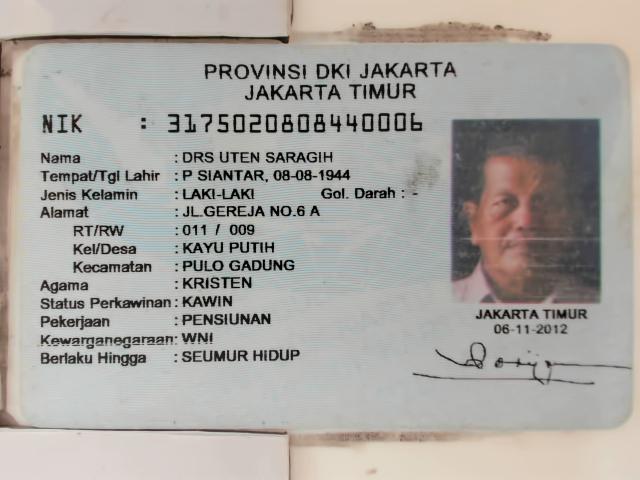 PROVINSI DKI JAKARTA
JAKARTA TIMUR
NIK : 3175020808440006
Nama : DRS UTEN SARAGIH
Tempat/Tgl Lahir : P SIANTAR, 08-08-1944
Jenis Kelamin : LAKI-LAKI Gol. Darah : -
Alamat : JL.GEREJA NO.6 A
RT/RW : 011 / 009
Kel/Desa : KAYU PUTIH
Kecamatan : PULO GADUNG
Agama : KRISTEN
Status Perkawinan: KAWIN
Pekerjaan : PENSIUNAN
Kewarganegaraan: WNI
Berlaku Hingga : SEUMUR HIDUP
JAKARTA TIMUR
06-11-2012